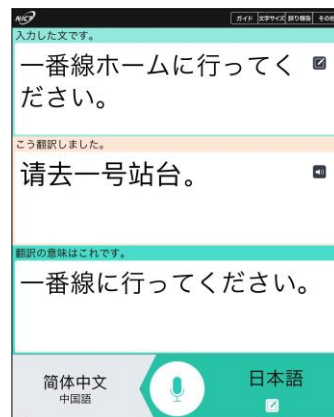 NICT
ガイド 文字サイズ 誤り報告 その他
入力した文です。
一番線ホームに行ってく
ださい。
こう翻訳しました。
请去一号站台。
翻訳の意味はこれです。
一番線に行ってください。
简体中文
中国語
日本語